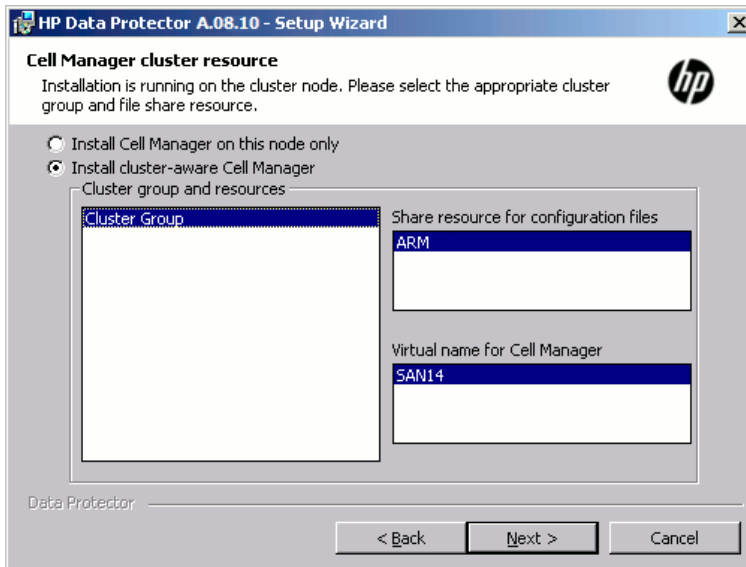 HP Data Protector A.08.10 - Setup Wizard
Cell Manager cluster resource
Installation is running on the cluster node. Please select the appropriate cluster
group and file share resource.
hp
Install Cell Manager on this node only
Install cluster-aware Cell Manager
Cluster group and resources
Cluster Group
Share resource for configuration files
ARM
Virtual name for Cell Manager
SAN14
Data Protector
< Back
Next >
Cancel